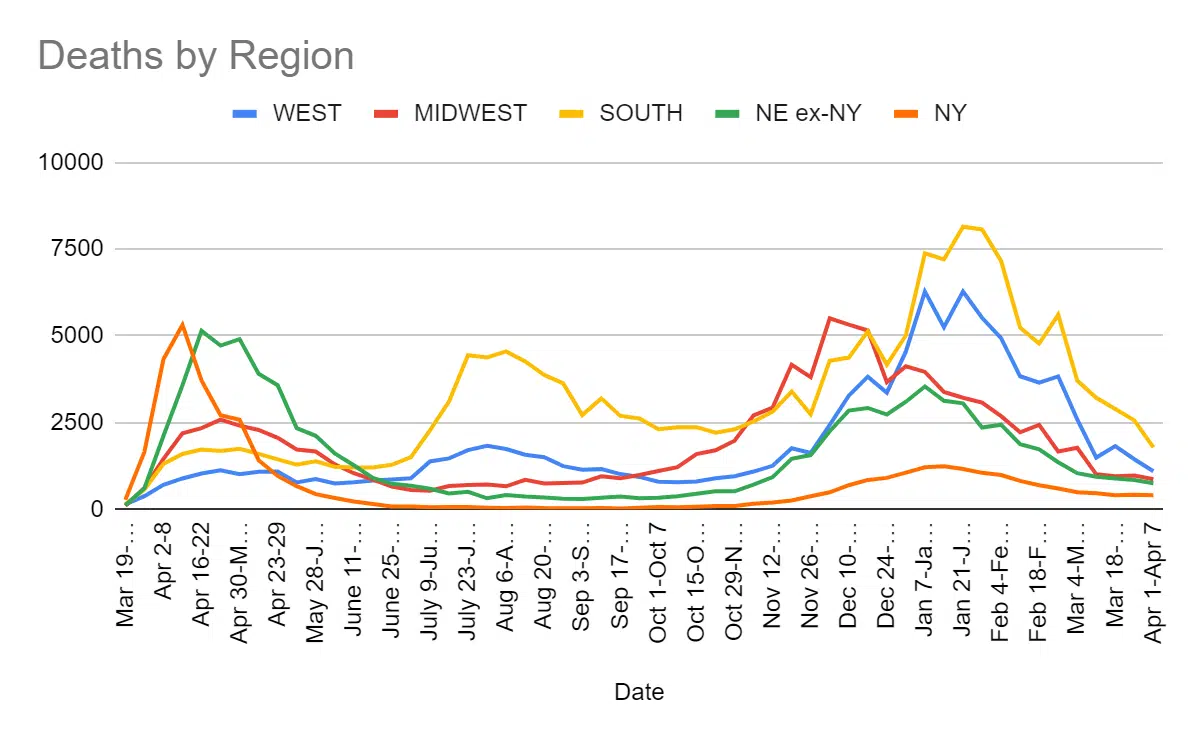 Deaths by Region
WEST MIDWEST SOUTH NE ex-NY NY
10000
7500
5000
2500
0
Mar 19-...
Apr 2-8
Apr 16-22
Apr 30-M...
Apr 23-29
May 28-J...
June 11-...
June 25-...
July 9-Ju...
July 23-J...
Aug 6-A...
Aug 20-...
Sep 3-S...
Sep 17-...
Oct 1-Oct 7
Oct 15-O...
Oct 29-N...
Nov 12-...
Nov 26-...
Dec 10-...
Dec 24-...
Jan 7-Ja...
Jan 21-J...
Feb 4-Fe...
Feb 18-F...
Mar 4-M...
Mar 18-...
Apr 1-Apr 7
Date